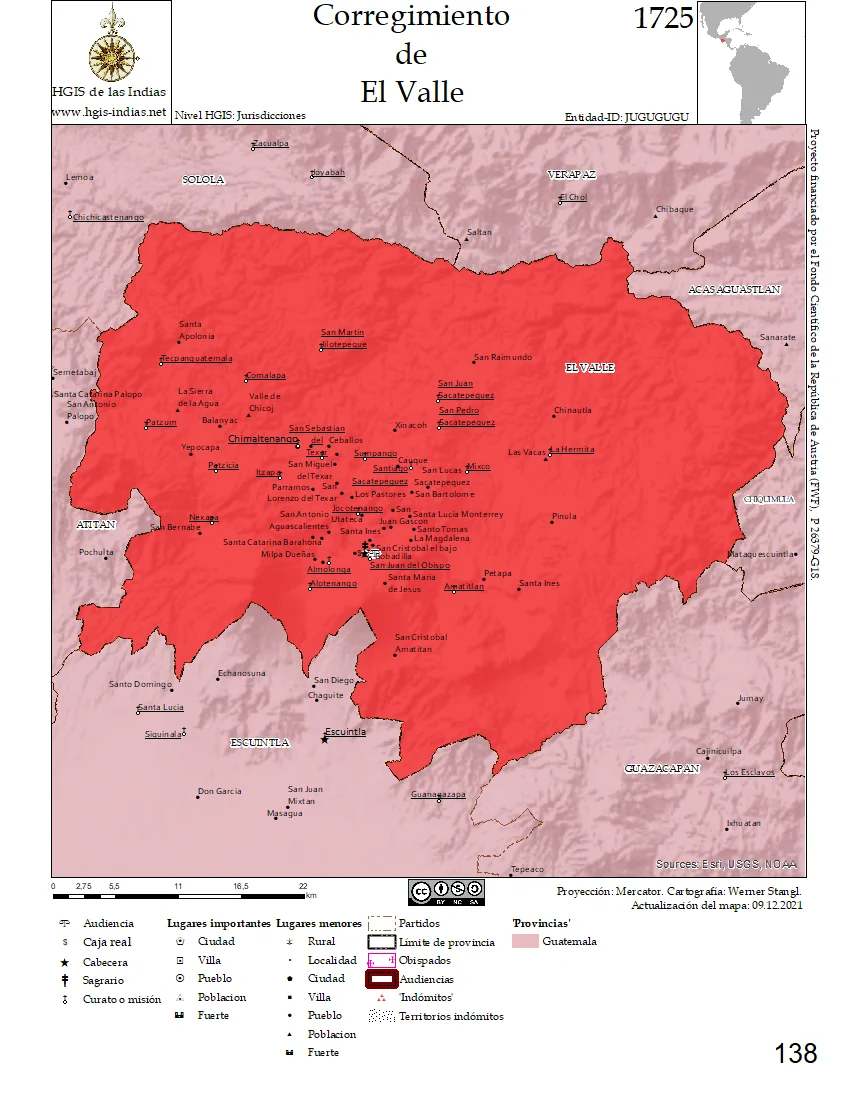 Corregimiento
de
El Valle
1725
HGIS de las Indias
www.hgis-indias.net
Nivel HGIS: Jurisdicciones
Entidad-ID: JUGUGUGU
Proyecto financiado por el Fondo Científico de la República de Austria (FWF), P 26379-G18.
Zacualpa
Lemoa
SOLOLA
Joyabah
VERAPAZ
El Chol
Chichicastenango
Chibaque
Saltan
ACASAGUASTLAN
Santa
Apolonia
San Martin
Jilotepeque
Sanarate
Tecpanguatemala
San Raimundo
EL VALLE
Semetabaj
Comalapa
Santa Catarina Palopo
San Antonio
Palopo
La Sierra
de la Agua
Valle de
Chicoj
San Juan
Sacatepequez
San Pedro
Sacatepequez
Chinautla
Patzum
Balanyac
San Sebastian
del
Texar
Ceballos
Xinacoh
Chimaltenango
Yepocapa
Sumpango
Cauque
Las Vacas
La Hermita
Patzicia
Itzapa
San Miguel
del Texar
Santiago
Sacatepequez
San Lucas
Sacatepequez
Mixco
Parramos
San
Lorenzo del Texar
Los Pastores
San Bartolome
CHIQUIMULA
ATITAN
Nexapa
San Bernabe
San Antonio
Aguascalientes
Jocotenango
Utateca
San
Juan Gascon
Santa Lucia Monterrey
Pinula
Santa Ines
Santo Tomas
La Magdalena
Pochulta
Santa Catarina Barahona
Milpa Dueñas
San Cristobal el bajo
Bobadilla
Mataquescuintla
Almolonga
San Juan del Obispo
Alotenango
Santa Maria
de Jesus
Amatitlan
Petapa
Santa Ines
San Cristobal
Amatitan
Santo Domingo
Echanosuna
San Diego
Chaguite
Santa Lucia
Jumay
Siquinala
ESCUINTLA
Escuintla
GUAZACAPAN
Cajinicuilpa
Los Esclavos
Don Garcia
San Juan
Mixtan
Masagua
Guanagazapa
Ixhuatan
Tepeaco
Sources: Esri, USGS, NOAA
0 2,75 5,5 11 16,5 22
km
CC BY NC SA
Proyección: Mercator. Cartografía: Werner Stangl.
Actualización del mapa: 09.12.2021
Audiencia
Caja real
Cabecera
Sagrario
Curato o misión
Lugares importantes
Ciudad
Villa
Pueblo
Poblacion
Fuerte
Lugares menores
Rural
Localidad
Ciudad
Villa
Pueblo
Poblacion
Fuerte
Partidos
Límite de provincia
Obispados
Audiencias
'Indómitos'
Territorios indómitos
'Provincias'
Guatemala
138